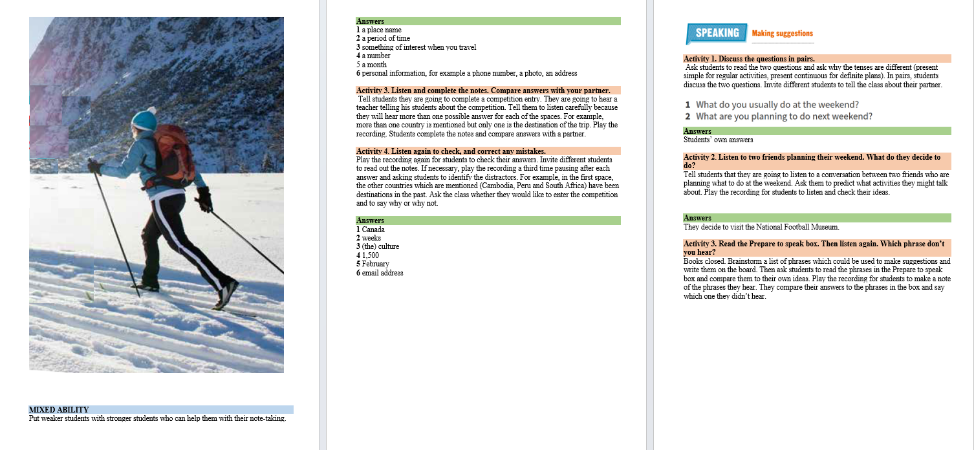 MIXED ABILITY
Put weaker students with stronger students who can help them with their note-taking.
Answers
1 a place name
2 a period of time
3 something of interest when you travel
4 a number
5 a month
6 personal information, for example a phone number, a photo, an address
Activity 3. Listen and complete the notes. Compare answers with your partner.
Tell students they are going to complete a competition entry. They are going to hear a
teacher telling his students about the competition. Tell them to listen carefully because
they will hear more than one possible answer for each of the spaces. For example,
more than one country is mentioned but only one is the destination of the trip. Play the
recording. Students complete the notes and compare answers with a partner.
Activity 4. Listen again to check, and correct any mistakes.
Play the recording again for students to check their answers. Invite different students
to read out the notes. If necessary, play the recording a third time pausing after each
answer and asking students to identify the distractors. For example, in the first space,
the other countries which are mentioned (Cambodia, Peru and South Africa) have been
destinations in the past. Ask the class whether they would like to enter the competition
and to say why or why not.
Answers
1 Canada
2 weeks
3 (the) culture
4 1,500
5 February
6 email address
SPEAKING Making suggestions
Activity 1. Discuss the questions in pairs.
Ask students to read the two questions and ask why the tenses are different (present
simple for regular activities, present continuous for definite plans). In pairs, students
discuss the two questions. Invite different students to tell the class about their partner.
1 What do you usually do at the weekend?
2 What are you planning to do next weekend?
Answers
Students' own answers
Activity 2. Listen to two friends planning their weekend. What do they decide to
do?
Tell students that they are going to listen to a conversation between two friends who are
planning what to do at the weekend. Ask them to predict what activities they might talk
about. Play the recording for students to listen and check their ideas.
Answers
They decide to visit the National Football Museum.
Activity 3. Read the Prepare to speak box. Then listen again. Which phrase don't
you hear?
Books closed. Brainstorm a list of phrases which could be used to make suggestions and
write them on the board. Then ask students to read the phrases in the Prepare to speak
box and compare them to their own ideas. Play the recording for students to make a note
of the phrases they hear. They compare their answers to the phrases in the box and say
which one they didn't hear.